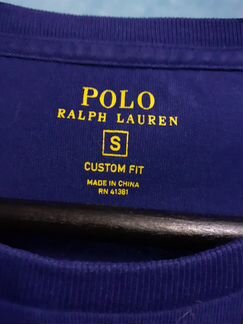 POLO
RALPH LAUREN
S
CUSTOM FIT
MADE IN CHINA
RN 41381